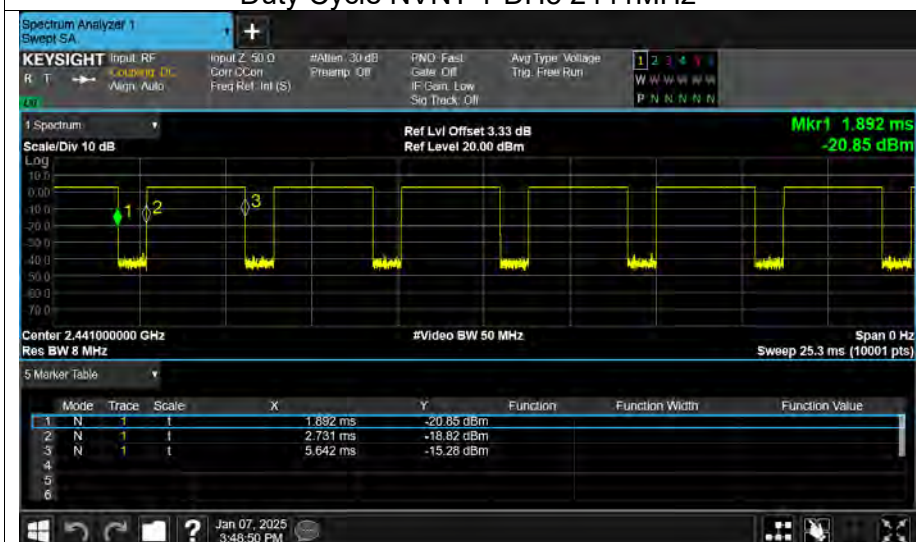 Duty Cycle NVNT 1-DH5 2441MHz
Spectrum Analyzer 1
Swept SA
+
KEYSIGHT Input: RF Input Z: 50 Ω #Atten: 30 dB PNO: Fast Avg Type: Voltage 1 2 3 4 5 6
R T Coupling: DC Corr CCorr Preamp: Off Gate: Off Trig: Free Run W W W W W W
Align: Auto Freq Ref: Int (S) IF Gain: Low
Sig Track: Off P N N N N N
1 Spectrum
Scale/Div 10 dB
Ref Lvl Offset 3.33 dB
Ref Level 20.00 dBm
Mkr1 1.892 ms
-20.85 dBm
Log
10.0
0.00
-10.0
-20.0
-30.0
-40.0
-50.0
-60.0
-70.0
1 2 3
Center 2.441000000 GHz #Video BW 50 MHz Span 0 Hz
Res BW 8 MHz Sweep 25.3 ms (10001 pts)
5 Marker Table
Mode Trace Scale X Y Function Function Width Function Value
1 N 1 t 1.892 ms -20.85 dBm
2 N 1 t 2.731 ms -18.82 dBm
3 N 1 t 5.642 ms -15.28 dBm
4
5
6
? Jan 07, 2025
3:48:50 PM